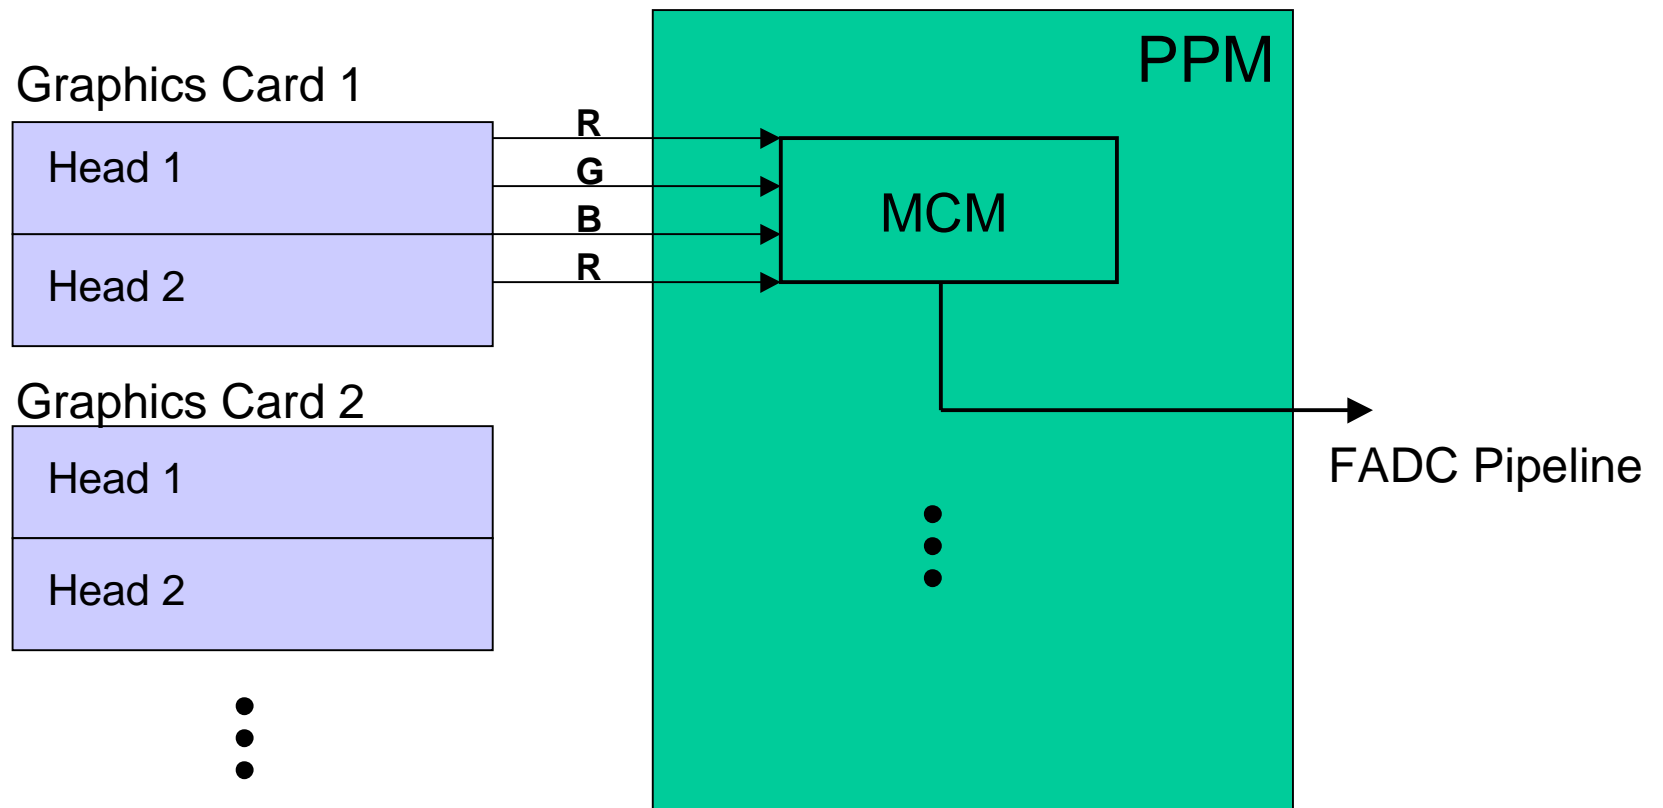 PPM
Graphics Card 1
Head 1
Head 2
R
G
B
R
MCM
Graphics Card 2
Head 1
Head 2
FADC Pipeline